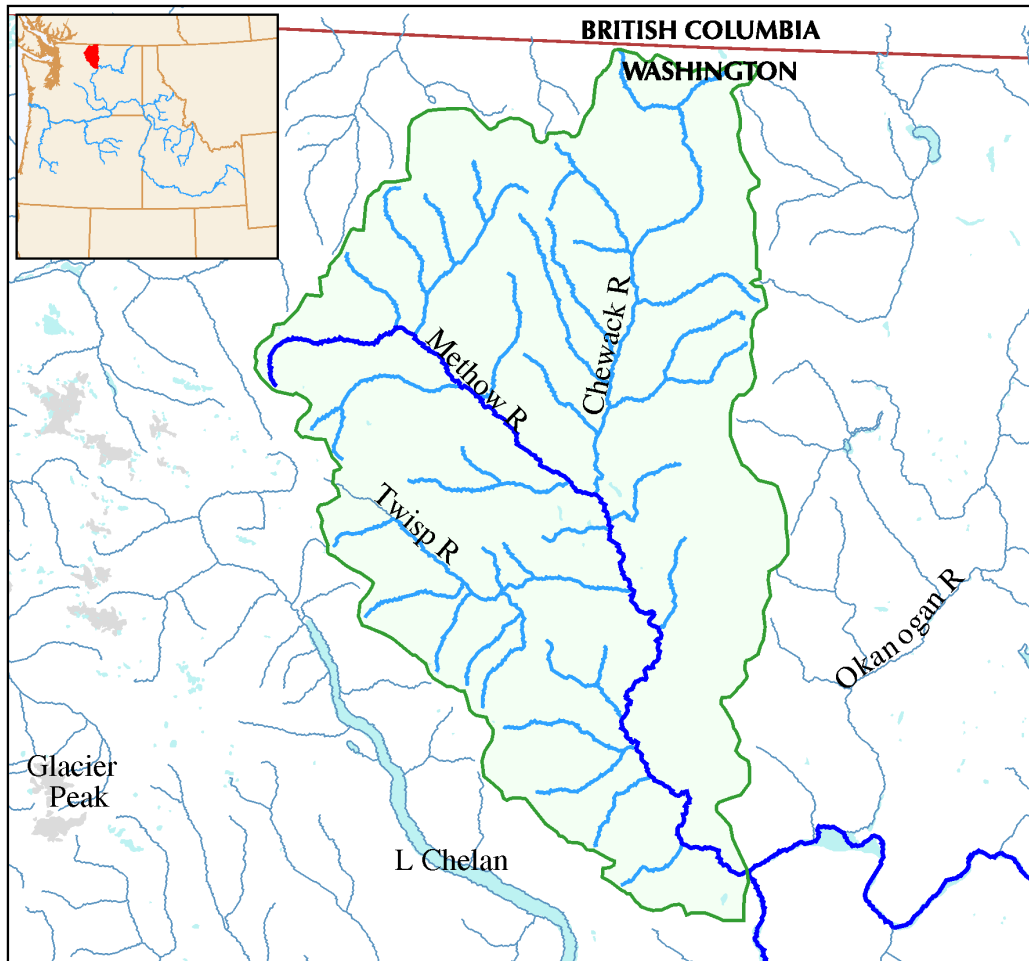 BRITISH COLUMBIA
WASHINGTON
Chewack R
Methow R
Twisp R
Okanogan R
Glacier
Peak
L Chelan